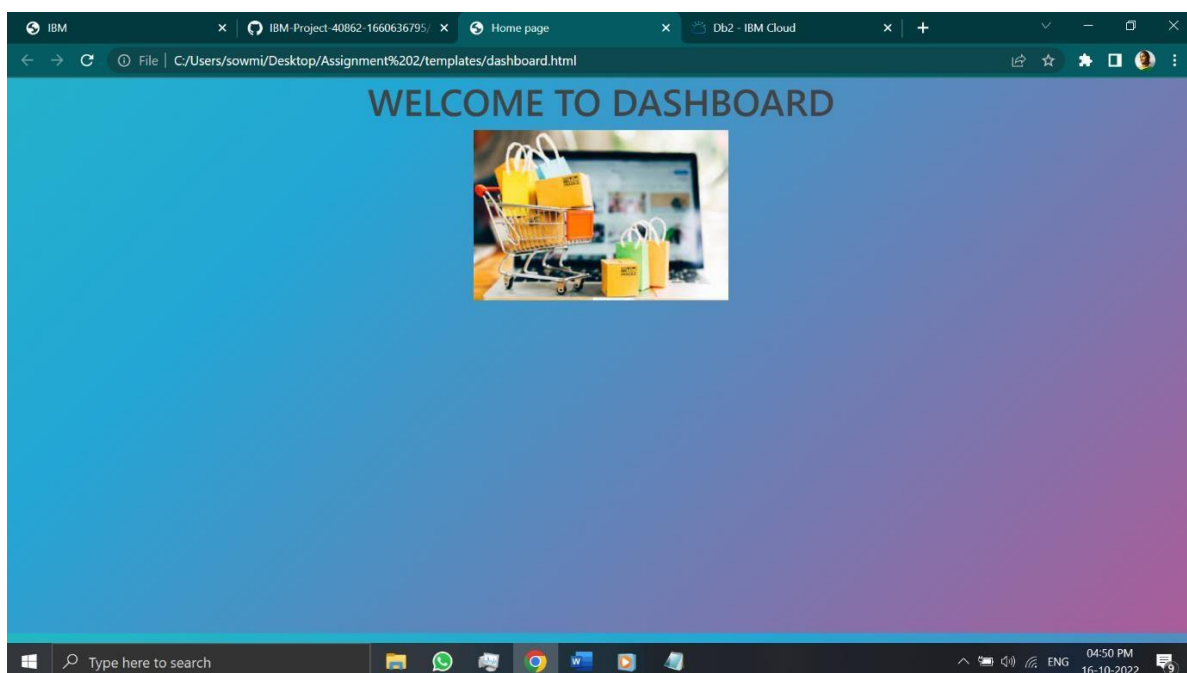 IBM
IBM-Project-40862-1660636795/
Home page
Db2 - IBM Cloud
File
C:/Users/sowmi/Desktop/Assignment%202/templates/dashboard.html
WELCOME TO DASHBOARD
Type here to search
ENG
04:50 PM
16-10-2022
9